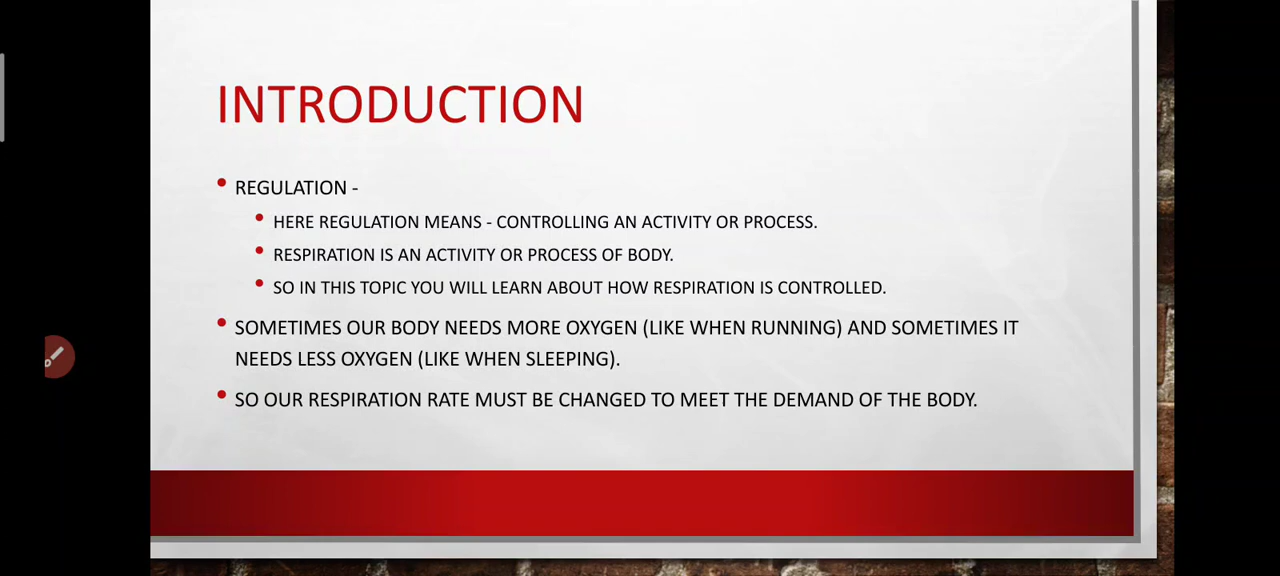 INTRODUCTION
• REGULATION -
• HERE REGULATION MEANS - CONTROLLING AN ACTIVITY OR PROCESS.
• RESPIRATION IS AN ACTIVITY OR PROCESS OF BODY.
• SO IN THIS TOPIC YOU WILL LEARN ABOUT HOW RESPIRATION IS CONTROLLED.
• SOMETIMES OUR BODY NEEDS MORE OXYGEN (LIKE WHEN RUNNING) AND SOMETIMES IT
NEEDS LESS OXYGEN (LIKE WHEN SLEEPING).
• SO OUR RESPIRATION RATE MUST BE CHANGED TO MEET THE DEMAND OF THE BODY.